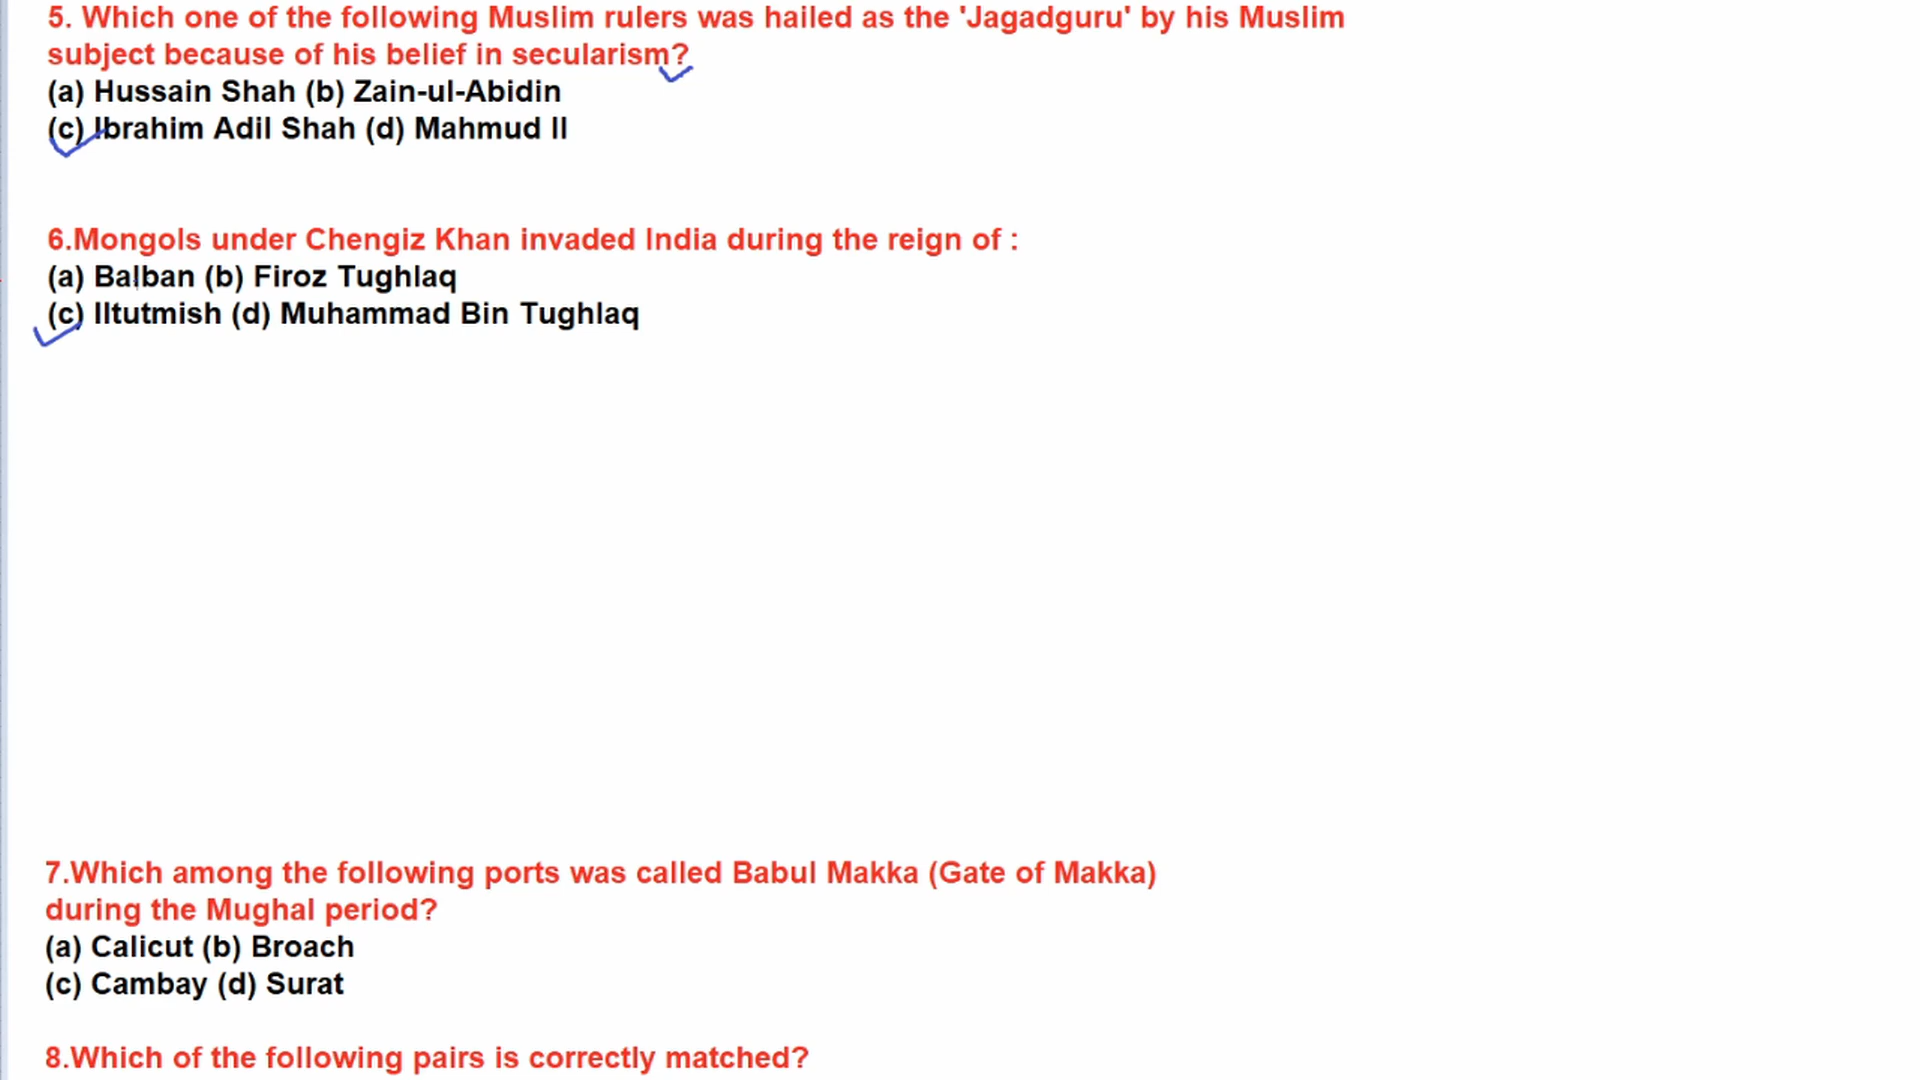 5. Which one of the following Muslim rulers was hailed as the 'Jagadguru' by his Muslim
subject because of his belief in secularism?
(a) Hussain Shah (b) Zain-ul-Abidin
(c) Ibrahim Adil Shah (d) Mahmud II
6.Mongols under Chengiz Khan invaded India during the reign of :
(a) Balban (b) Firoz Tughlaq
(c) Iltutmish (d) Muhammad Bin Tughlaq
7.Which among the following ports was called Babul Makka (Gate of Makka)
during the Mughal period?
(a) Calicut (b) Broach
(c) Cambay (d) Surat
8.Which of the following pairs is correctly matched?